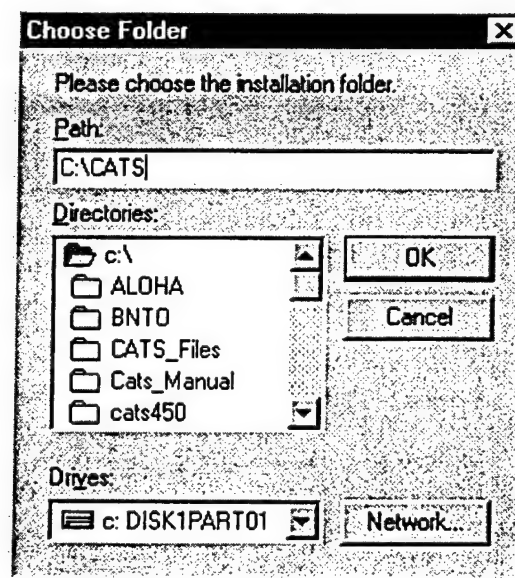 Choose Folder
Please choose the installation folder.
Path:
C:\CATS
Directories:
c:\
ALOHA
BNTO
CATS_Files
Cats_Manual
cats450
OK
Cancel
Drives:
c: DISK1PART01
Network...